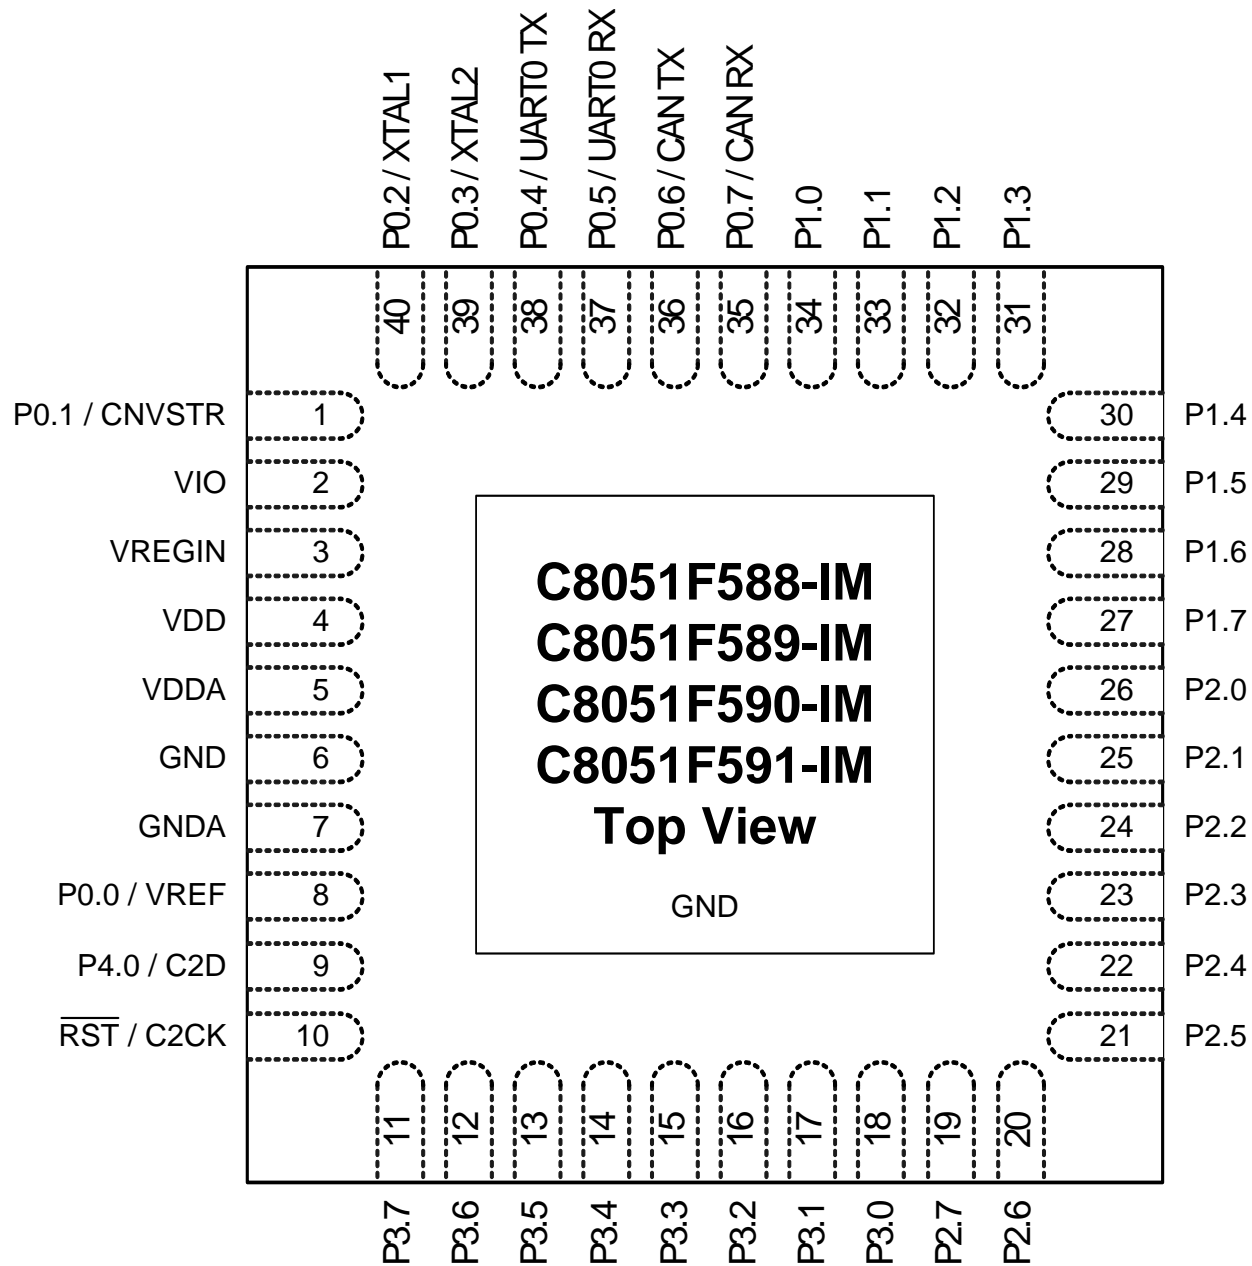 P0.2 / XTAL1
P0.3 / XTAL2
P0.4 / UART0 TX
P0.5 / UART0 RX
P0.6 / CAN TX
P0.7 / CAN RX
P1.0
P1.1
P1.2
P1.3
40
39
38
37
36
35
34
33
32
31
P0.1 / CNVSTR 1
VIO 2
VREGIN 3
VDD 4
VDDA 5
GND 6
GNDA 7
P0.0 / VREF 8
P4.0 / C2D 9
R̅S̅T̅ / C2CK 10
C8051F588-IM
C8051F589-IM
C8051F590-IM
C8051F591-IM
Top View
GND
30 P1.4
29 P1.5
28 P1.6
27 P1.7
26 P2.0
25 P2.1
24 P2.2
23 P2.3
22 P2.4
21 P2.5
11
12
13
14
15
16
17
18
19
20
P3.7
P3.6
P3.5
P3.4
P3.3
P3.2
P3.1
P3.0
P2.7
P2.6